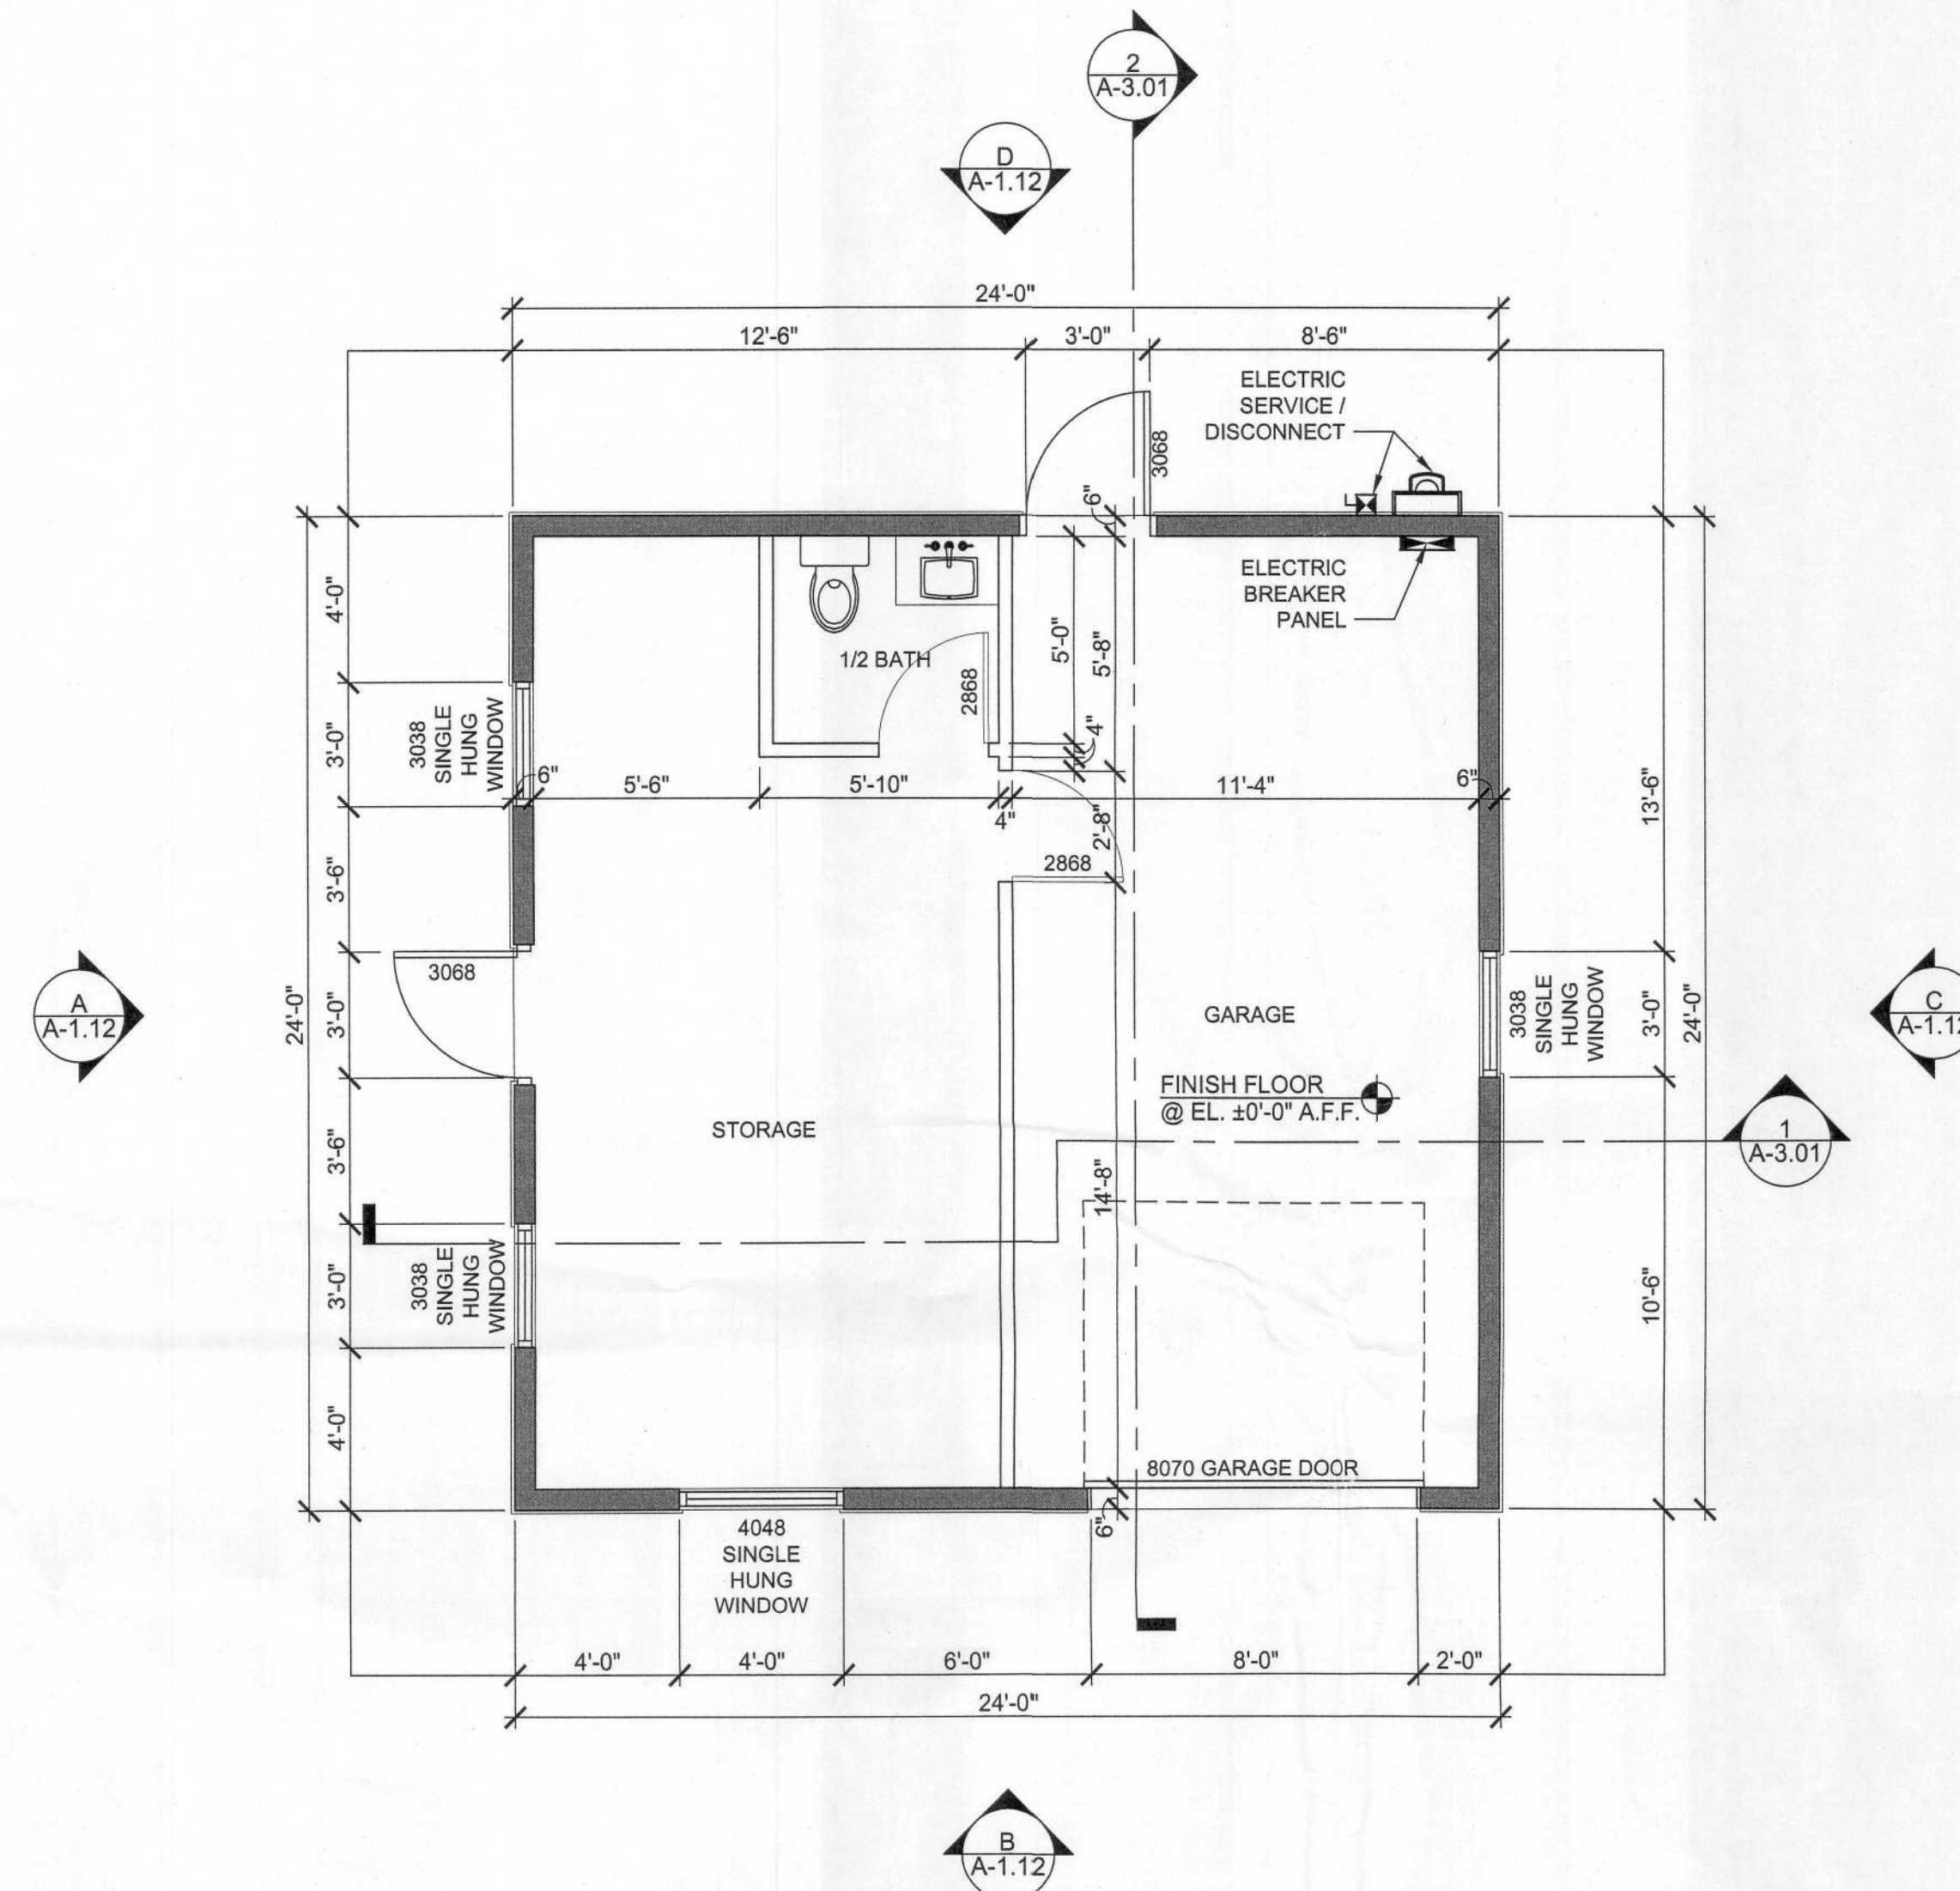 2
A-3.01
D
A-1.12
24'-0"
12'-6"
3'-0"
8'-6"
ELECTRIC
SERVICE /
DISCONNECT
3068
6"
ELECTRIC
BREAKER
PANEL
4'-0"
3'-0"
3'-6"
3'-0"
3'-6"
3'-0"
4'-0"
24'-0"
3038
SINGLE
HUNG
WINDOW
1/2 BATH
2868
5'-0"
5'-8"
4"
6"
5'-6"
5'-10"
4"
11'-4"
6"
2'-8"
2868
13'-6"
3'-0"
10'-6"
24'-0"
A
A-1.12
3068
GARAGE
3038
SINGLE
HUNG
WINDOW
C
A-1.12
FINISH FLOOR
@ EL. ±0'-0" A.F.F.
STORAGE
1
A-3.01
14'-8"
3038
SINGLE
HUNG
WINDOW
8070 GARAGE DOOR
6"
4048
SINGLE
HUNG
WINDOW
4'-0"
4'-0"
6'-0"
8'-0"
2'-0"
24'-0"
B
A-1.12